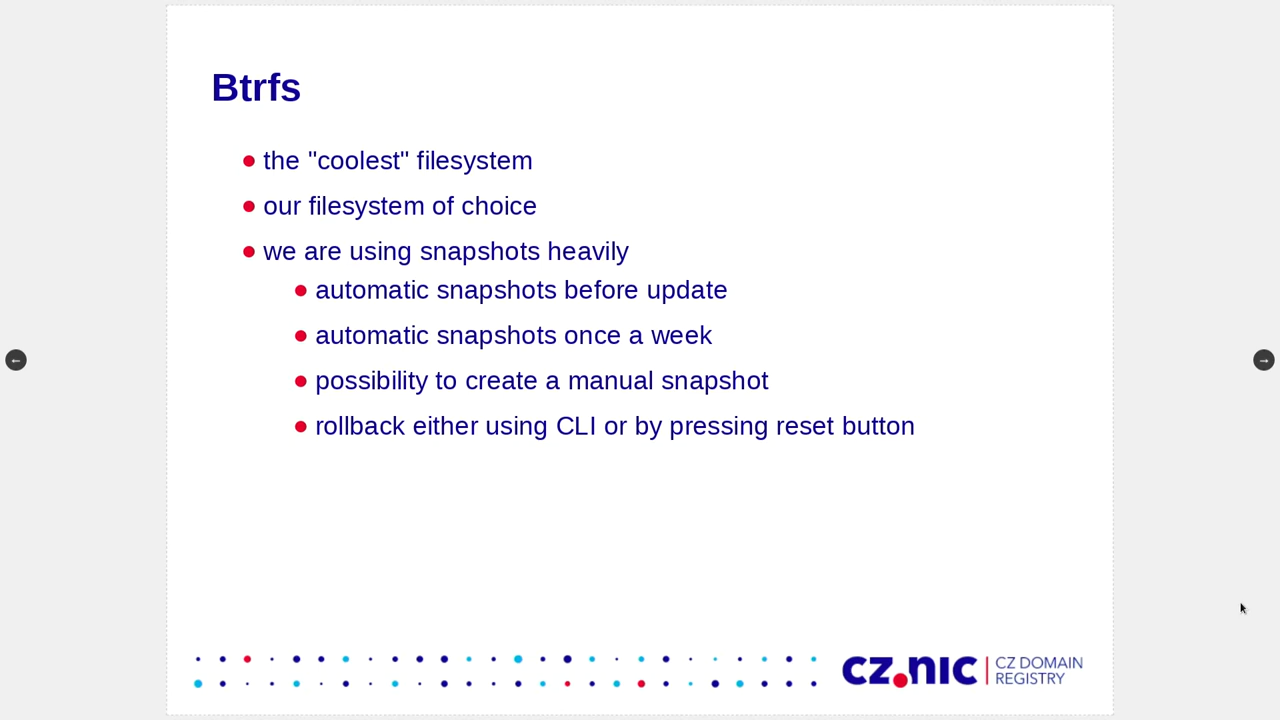 Btrfs
the "coolest" filesystem
our filesystem of choice
we are using snapshots heavily
automatic snapshots before update
automatic snapshots once a week
possibility to create a manual snapshot
rollback either using CLI or by pressing reset button
←
→
cz.nic
CZ DOMAIN
REGISTRY